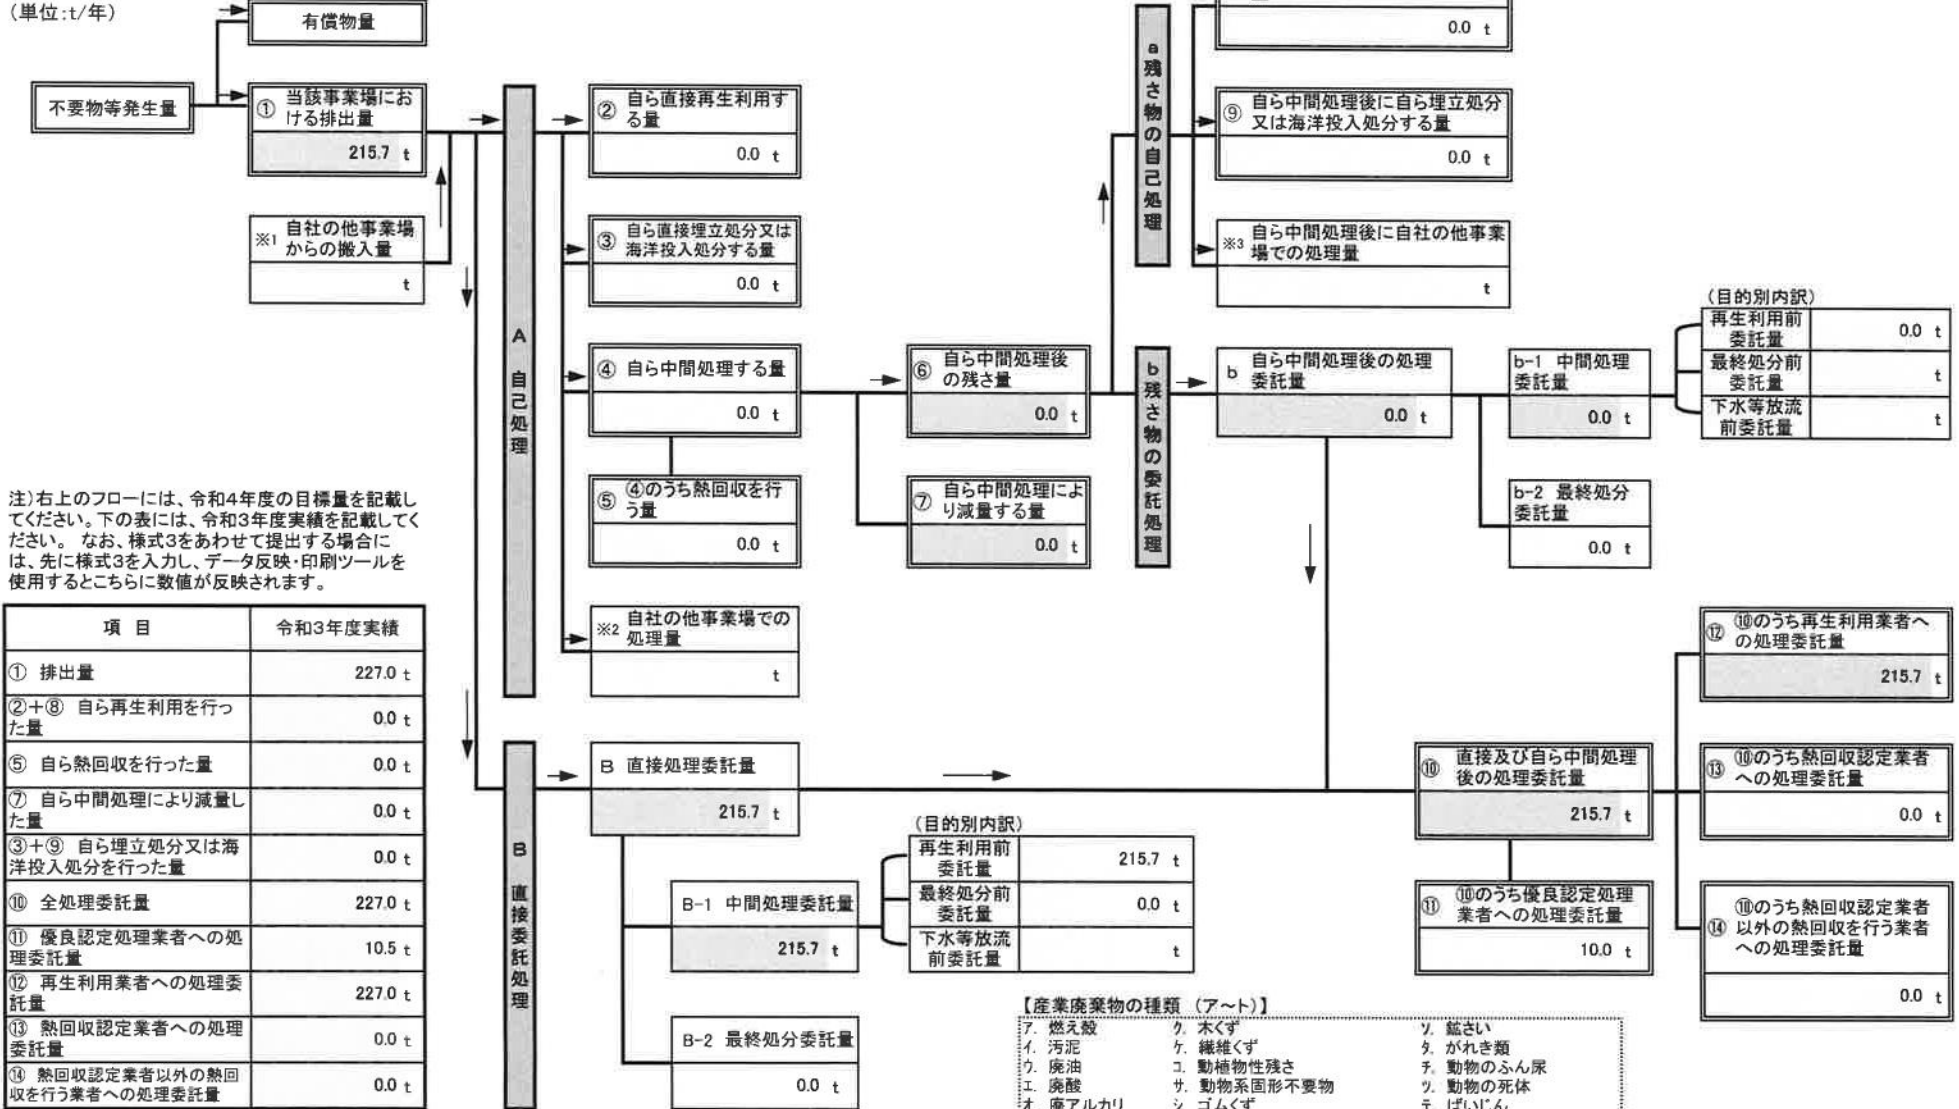 (単位:t/年)
有償物量
不要物等発生量
① 当該事業場にお
ける排出量
215.7 t
※1 自社の他事業場
からの搬入量
t
A 自己処理
② 自ら直接再生利用す
る量
0.0 t
③ 自ら直接埋立処分又は
海洋投入処分する量
0.0 t
④ 自ら中間処理する量
0.0 t
⑤ ④のうち熱回収を行
う量
0.0 t
※2 自社の他事業場での
処理量
t
⑥ 自ら中間処理後
の残さ量
0.0 t
⑦ 自ら中間処理によ
り減量する量
0.0 t
a 残さ物の自己処理
0.0 t
⑨ 自ら中間処理後に自ら埋立処分
又は海洋投入処分する量
0.0 t
※3 自ら中間処理後に自社の他事業
場での処理量
t
b 残さ物の委託処理
b 自ら中間処理後の処理
委託量
0.0 t
b-1 中間処理
委託量
0.0 t
b-2 最終処分
委託量
0.0 t
(目的別内訳)
再生利用前
委託量
0.0 t
最終処分前
委託量
t
下水等放流
前委託量
t
注)右上のフローには、令和4年度の目標量を記載し
てください。下の表には、令和3年度実績を記載してく
ださい。 なお、様式3をあわせて提出する場合に
は、先に様式3を入力し、データ反映・印刷ツールを
使用するとこちらに数値が反映されます。
項 目 令和3年度実績
① 排出量 227.0 t
②+⑧ 自ら再生利用を行っ
た量 0.0 t
⑤ 自ら熱回収を行った量 0.0 t
⑦ 自ら中間処理により減量し
た量 0.0 t
③+⑨ 自ら埋立処分又は海
洋投入処分を行った量 0.0 t
⑩ 全処理委託量 227.0 t
⑪ 優良認定処理業者への処
理委託量 10.5 t
⑫ 再生利用業者への処理委
託量 227.0 t
⑬ 熱回収認定業者への処理
委託量 0.0 t
⑭ 熱回収認定業者以外の熱回
収を行う業者への処理委託量 0.0 t
B 直接委託処理
B 直接処理委託量
215.7 t
B-1 中間処理委託量
215.7 t
B-2 最終処分委託量
0.0 t
(目的別内訳)
再生利用前
委託量
215.7 t
最終処分前
委託量
0.0 t
下水等放流
前委託量
t
⑩ 直接及び自ら中間処理
後の処理委託量
215.7 t
⑪ ⑩のうち優良認定処理
業者への処理委託量
10.0 t
⑫ ⑩のうち再生利用業者へ
の処理委託量
215.7 t
⑬ ⑩のうち熱回収認定業者
への処理委託量
0.0 t
⑭ ⑩のうち熱回収認定業者
以外の熱回収を行う業者
への処理委託量
0.0 t
【産業廃棄物の種類 (ア~ト)】
ア. 燃え殻 ク. 木くず ソ. 鉱さい
イ. 汚泥 ケ. 繊維くず タ. がれき類
ウ. 廃油 コ. 動植物性残さ チ. 動物のふん尿
エ. 廃酸 サ. 動物系固形不要物 ツ. 動物の死体
オ. 廃アルカリ シ. ゴムくず テ. ばいじん